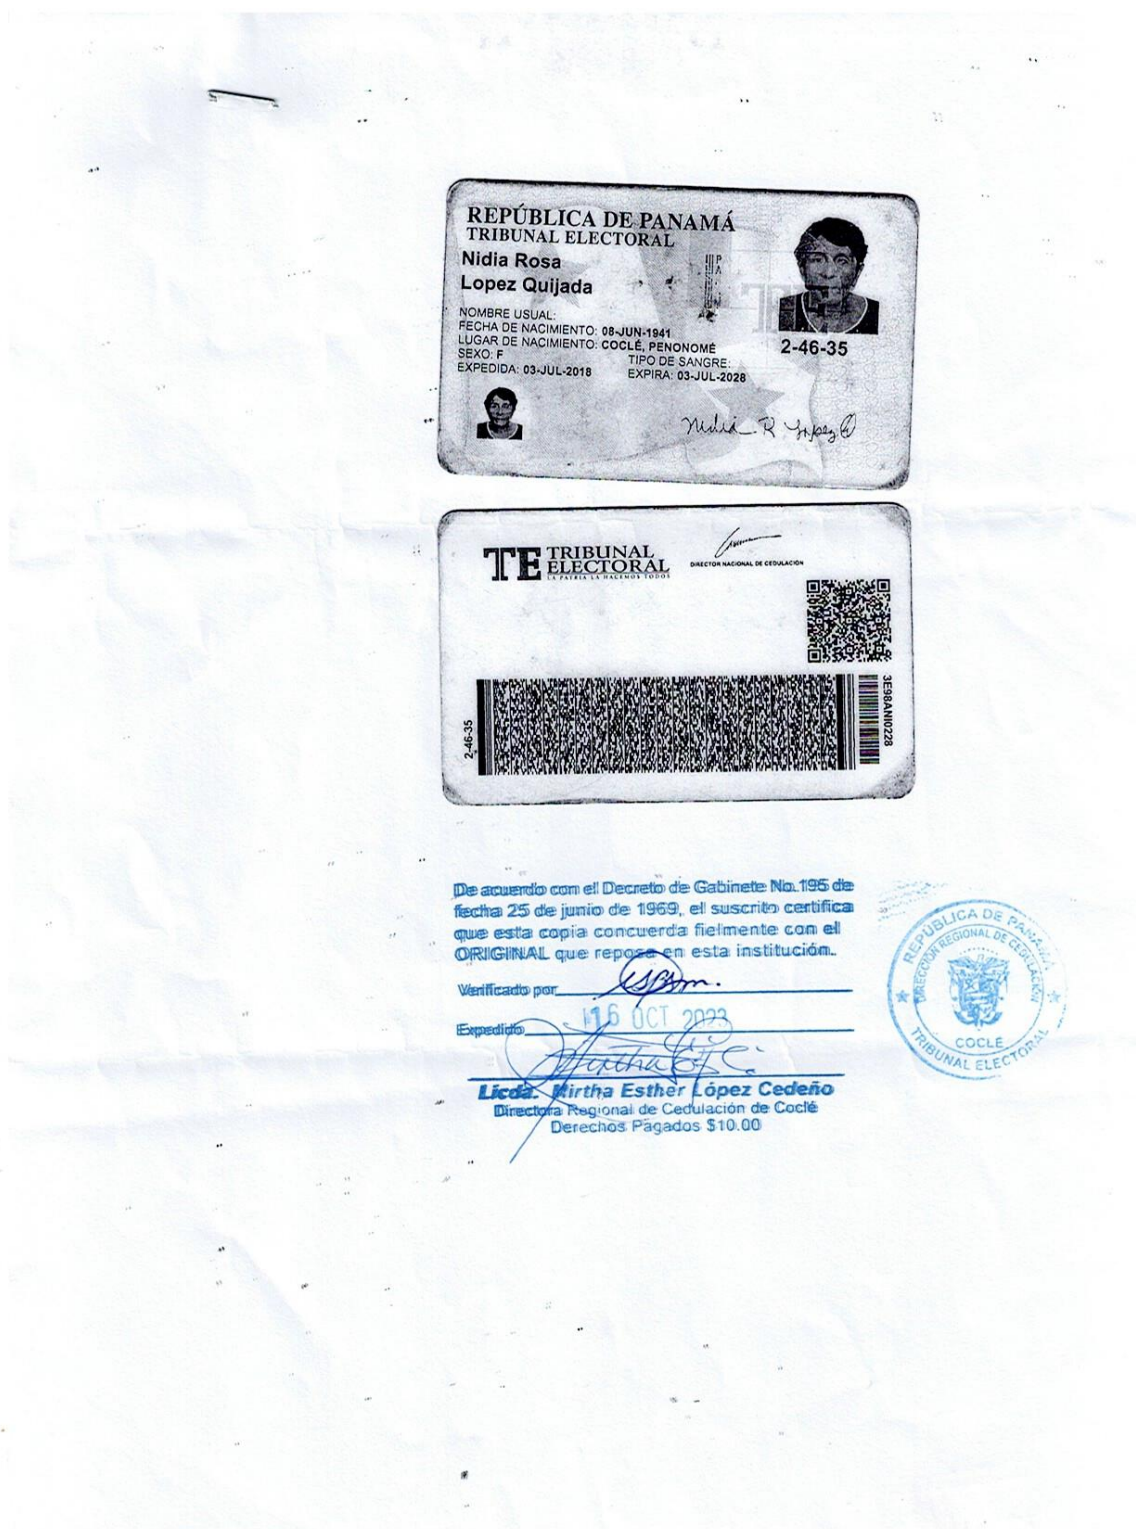 REPÚBLICA DE PANAMÁ
TRIBUNAL ELECTORAL
Nidia Rosa
Lopez Quijada
NOMBRE USUAL:
FECHA DE NACIMIENTO: 08-JUN-1941
LUGAR DE NACIMIENTO: COCLÉ, PENONOMÉ
SEXO: F TIPO DE SANGRE:
EXPEDIDA: 03-JUL-2018 EXPIRA: 03-JUL-2028
2-46-35
Nidia R Lopez Q
TE TRIBUNAL
ELECTORAL
LA PATRIA LA HACEMOS TODOS
DIRECTOR NACIONAL DE CEDULACIÓN
3E98ANI0228
2-46-35
De acuerdo con el Decreto de Gabinete No.195 de
fecha 25 de junio de 1969, el suscrito certifica
que esta copia concuerda fielmente con el
ORIGINAL que reposa en esta institución.
Verificado por
Expedido 16 OCT 2023
Licda. Mirtha Esther López Cedeño
Directora Regional de Cedulación de Coclé
Derechos Pagados $10.00
REPÚBLICA DE PANAMÁ
DIRECCIÓN REGIONAL DE CEDULACIÓN
COCLÉ
TRIBUNAL ELECTORAL